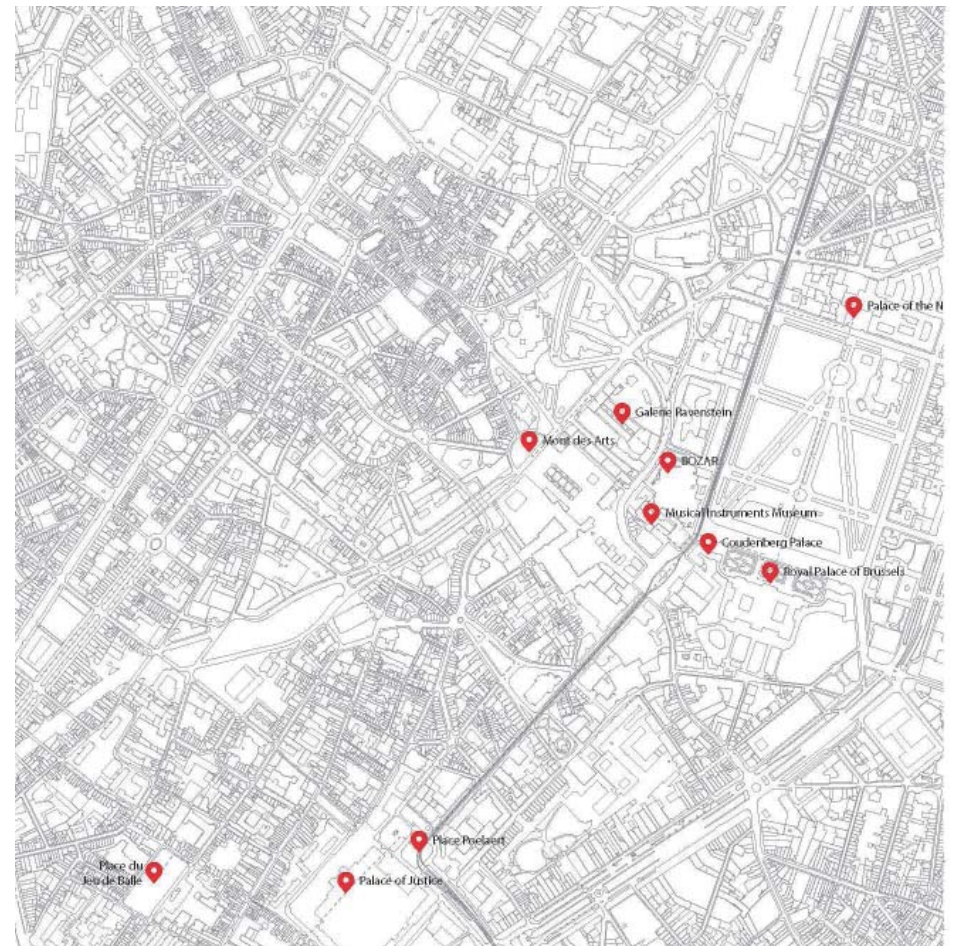 Palace of the N
Galerie Ravenstein
Mont des Arts
BOZAR
Musical Instruments Museum
Coudenberg Palace
Royal Palace of Brussels
Place Poelaert
Place du
Jeu de Balle
Palace of Justice